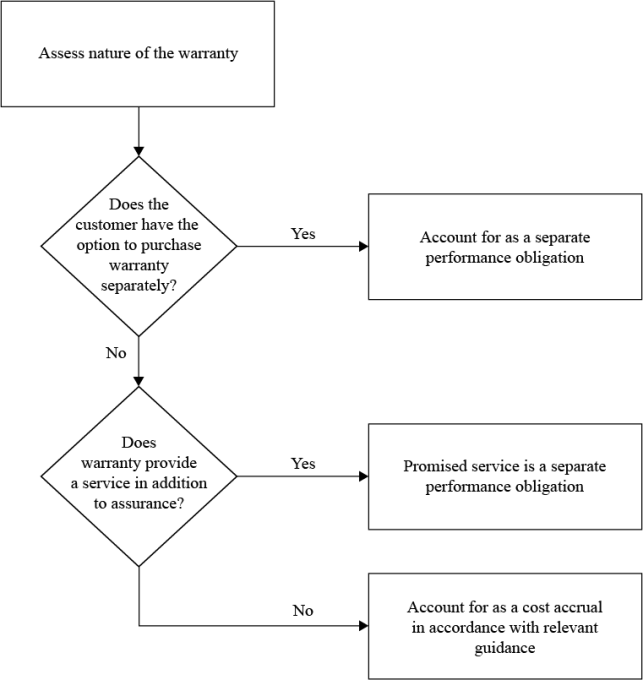 Assess nature of the warranty
Does the
customer have the
option to purchase
warranty
separately?
Yes
Account for as a separate
performance obligation
No
Does
warranty provide
a service in addition
to assurance?
Yes
Promised service is a separate
performance obligation
No
Account for as a cost accrual
in accordance with relevant
guidance